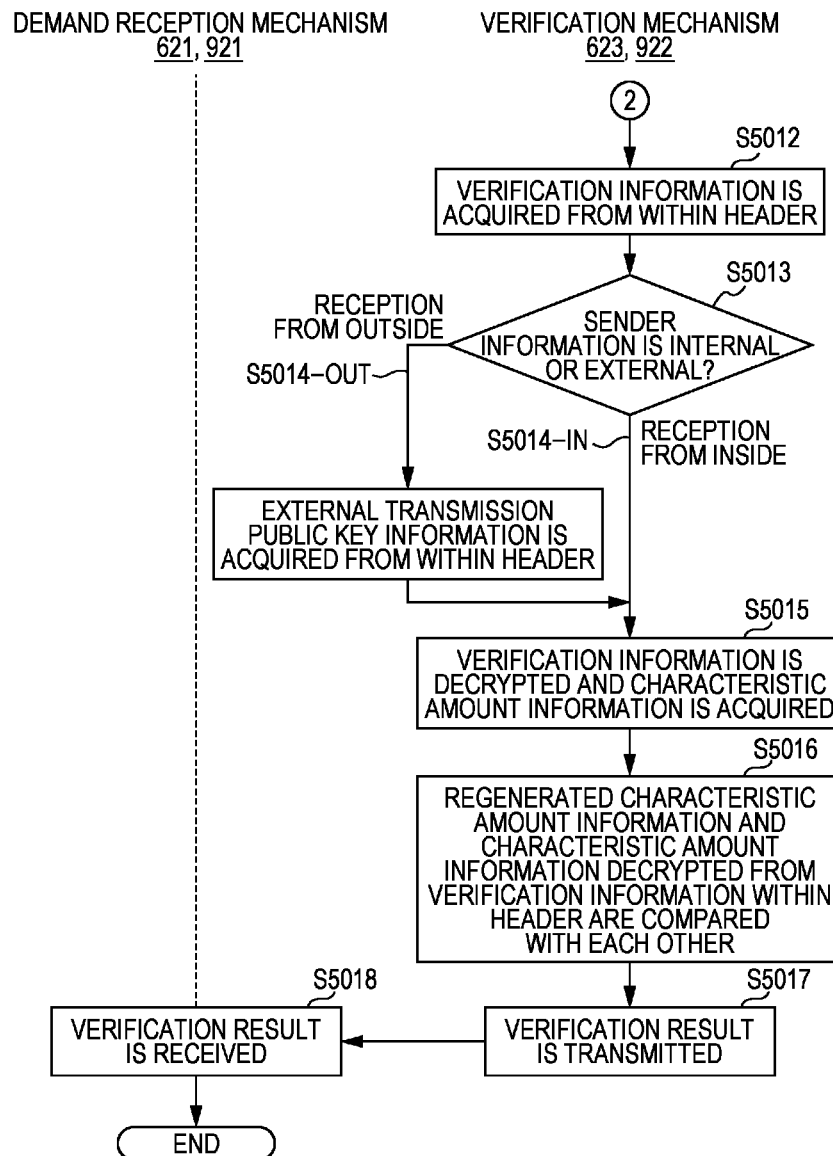 DEMAND RECEPTION MECHANISM
621, 921
VERIFICATION MECHANISM
623, 922
2
S5012
VERIFICATION INFORMATION IS
ACQUIRED FROM WITHIN HEADER
S5013
SENDER
INFORMATION IS INTERNAL
OR EXTERNAL?
RECEPTION
FROM OUTSIDE
S5014-OUT
S5014-IN
RECEPTION
FROM INSIDE
EXTERNAL TRANSMISSION
PUBLIC KEY INFORMATION IS
ACQUIRED FROM WITHIN HEADER
S5015
VERIFICATION INFORMATION IS
DECRYPTED AND CHARACTERISTIC
AMOUNT INFORMATION IS ACQUIRED
S5016
REGENERATED CHARACTERISTIC
AMOUNT INFORMATION AND
CHARACTERISTIC AMOUNT
INFORMATION DECRYPTED FROM
VERIFICATION INFORMATION WITHIN
HEADER ARE COMPARED
WITH EACH OTHER
S5017
VERIFICATION RESULT
IS TRANSMITTED
S5018
VERIFICATION RESULT
IS RECEIVED
END